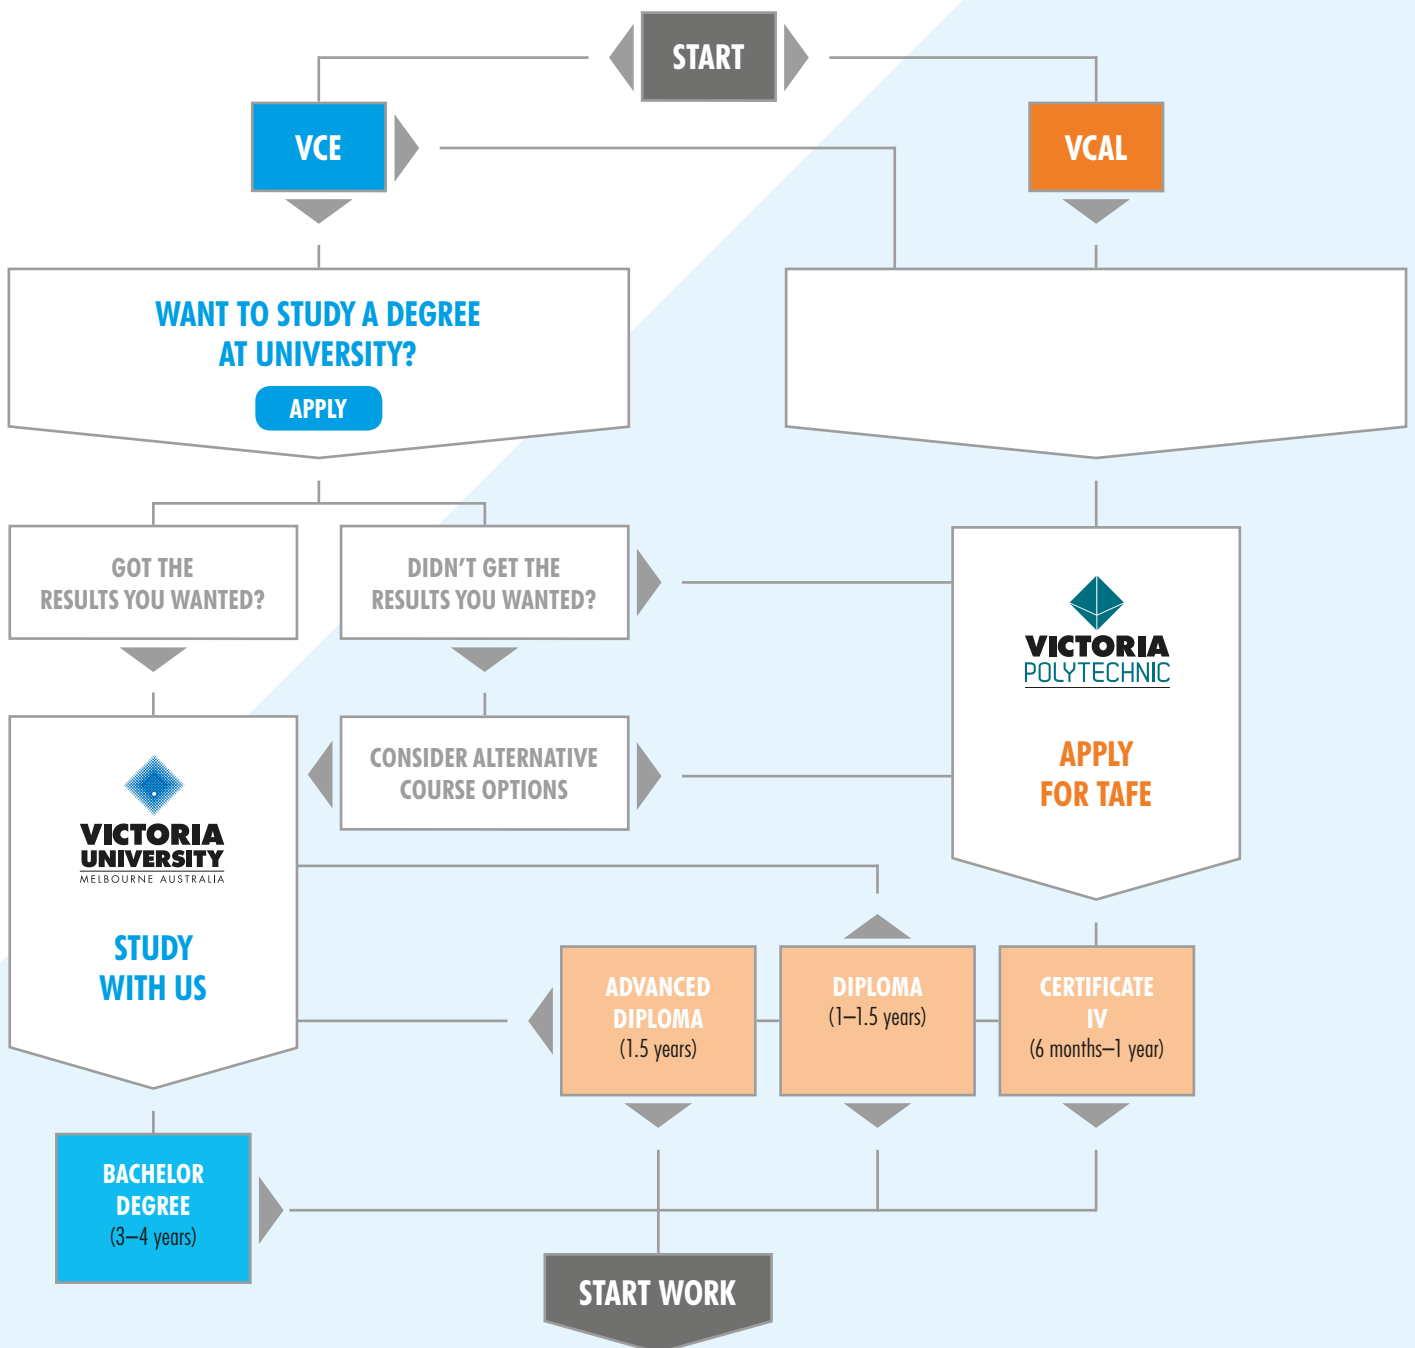 START
VCE
VCAL
WANT TO STUDY A DEGREE
AT UNIVERSITY?
APPLY
GOT THE
RESULTS YOU WANTED?
DIDN'T GET THE
RESULTS YOU WANTED?
VICTORIA
POLYTECHNIC
APPLY
FOR TAFE
CONSIDER ALTERNATIVE
COURSE OPTIONS
VICTORIA
UNIVERSITY
MELBOURNE AUSTRALIA
STUDY
WITH US
ADVANCED
DIPLOMA
(1.5 years)
DIPLOMA
(1–1.5 years)
CERTIFICATE
IV
(6 months–1 year)
BACHELOR
DEGREE
(3–4 years)
START WORK